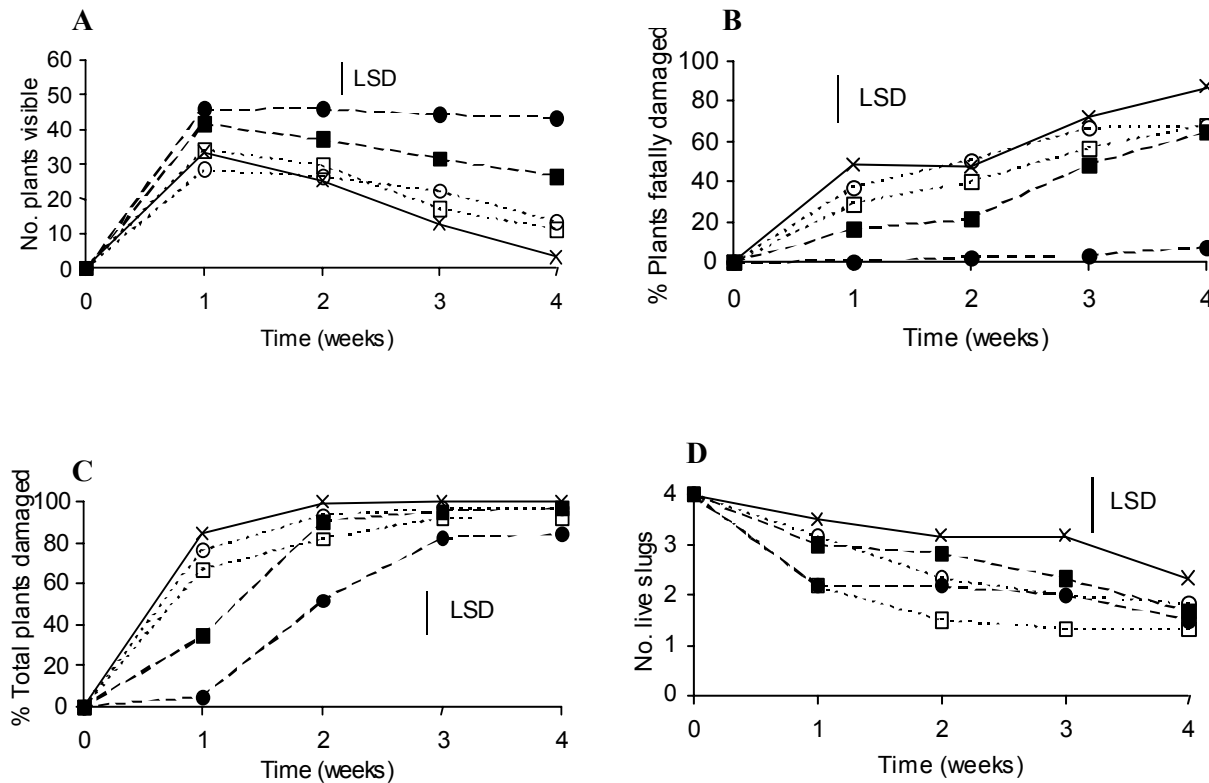 A
No. plants visible
60
50
40
30
20
10
0
LSD
0 1 2 3 4
Time (weeks)
B
% Plants fatally damaged
100
80
60
40
20
0
LSD
0 1 2 3 4
Time (weeks)
C
% Total plants damaged
100
80
60
40
20
0
LSD
0 1 2 3 4
Time (weeks)
D
No. live slugs
4
3
2
1
0
LSD
0 1 2 3 4
Time (weeks)